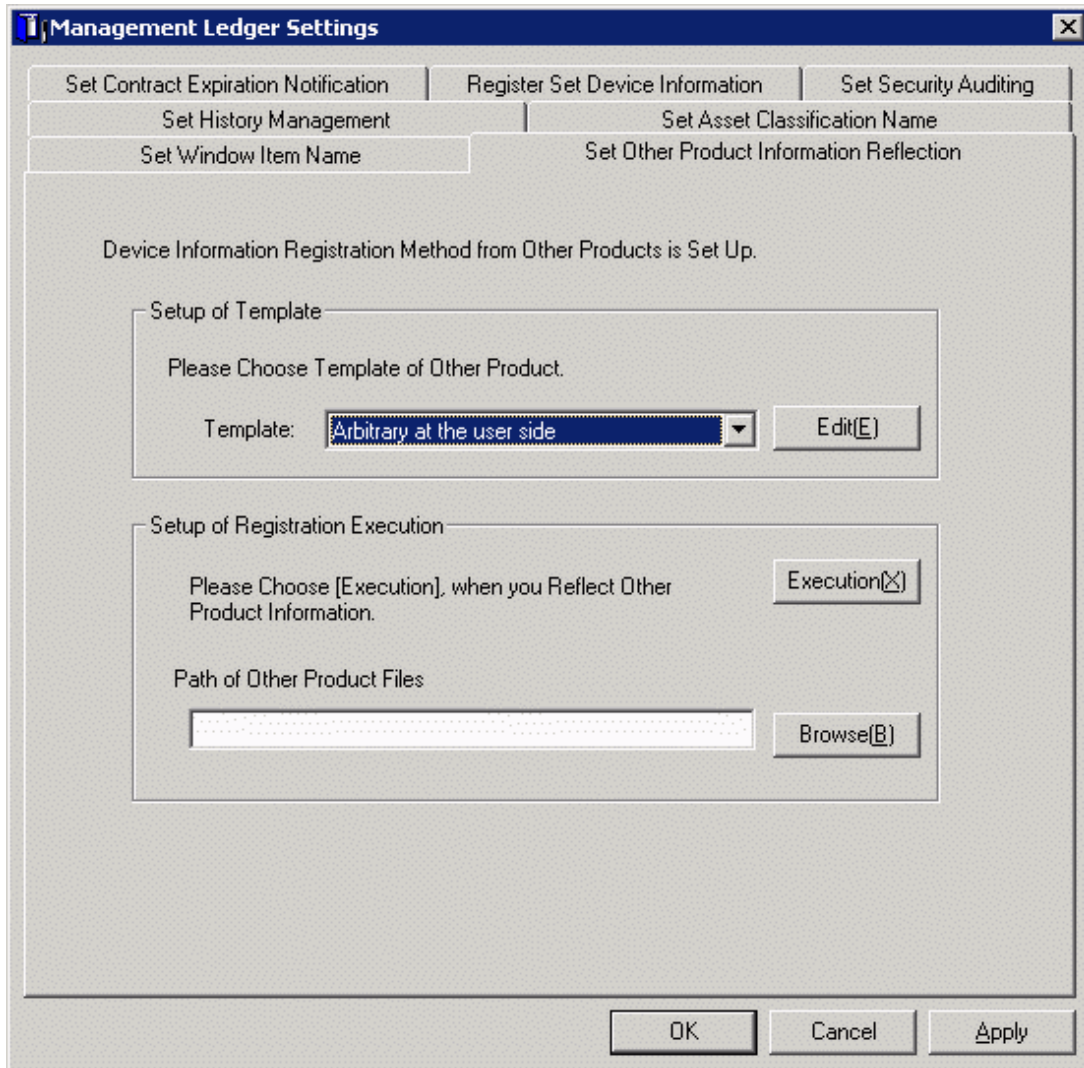 Management Ledger Settings
Set Contract Expiration Notification
Register Set Device Information
Set Security Auditing
Set History Management
Set Asset Classification Name
Set Window Item Name
Set Other Product Information Reflection
Device Information Registration Method from Other Products is Set Up.
Setup of Template
Please Choose Template of Other Product.
Template:
Arbitrary at the user side
Edit(E)
Setup of Registration Execution
Please Choose [Execution], when you Reflect Other
Product Information.
Execution(X)
Path of Other Product Files
Browse(B)
OK
Cancel
Apply